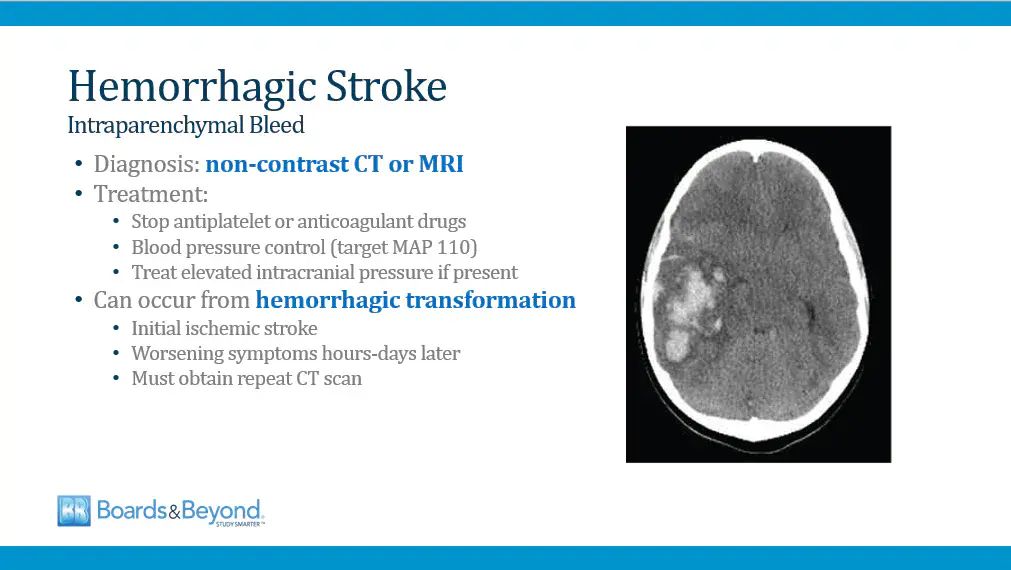 Hemorrhagic Stroke
Intraparenchymal Bleed
• Diagnosis: non-contrast CT or MRI
• Treatment:
• Stop antiplatelet or anticoagulant drugs
• Blood pressure control (target MAP 110)
• Treat elevated intracranial pressure if present
• Can occur from hemorrhagic transformation
• Initial ischemic stroke
• Worsening symptoms hours-days later
• Must obtain repeat CT scan
BB Boards&Beyond.
STUDY SMARTER™